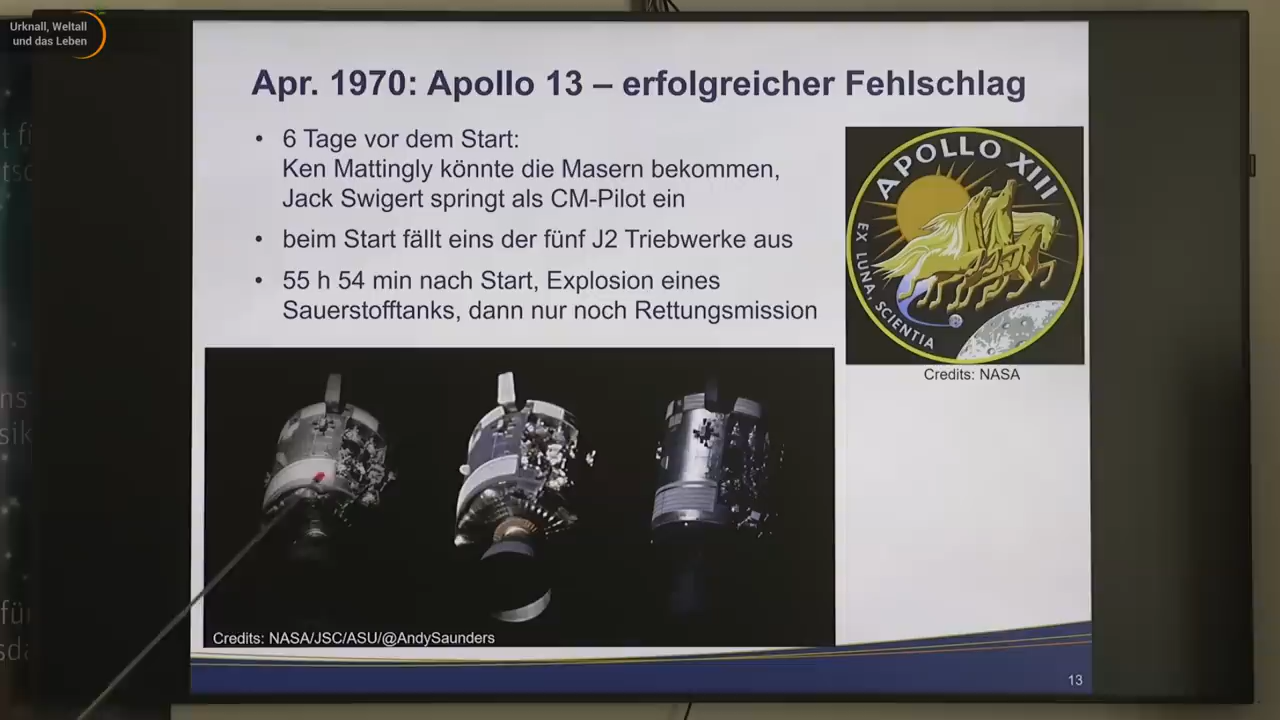 Urknall, Weltall
und das Leben
Apr. 1970: Apollo 13 – erfolgreicher Fehlschlag
• 6 Tage vor dem Start:
Ken Mattingly könnte die Masern bekommen,
Jack Swigert springt als CM-Pilot ein
• beim Start fällt eins der fünf J2 Triebwerke aus
• 55 h 54 min nach Start, Explosion eines
Sauerstofftanks, dann nur noch Rettungsmission
APOLLO XIII
EX LUNA, SCIENTIA
Credits: NASA
Credits: NASA/JSC/ASU/@AndySaunders
13